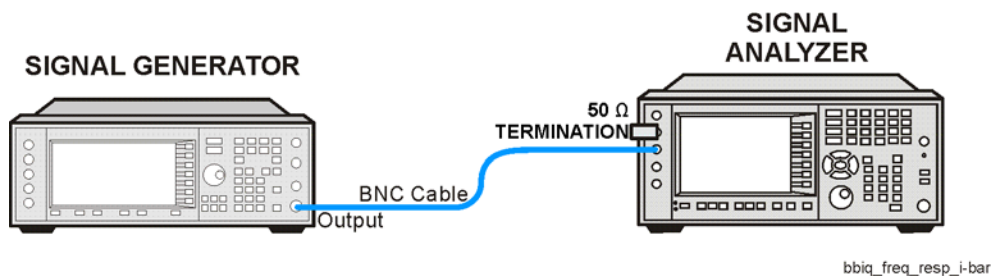 SIGNAL
ANALYZER
SIGNAL GENERATOR
50 Ω
TERMINATION
BNC Cable
Output
bbiq_freq_resp_i-bar